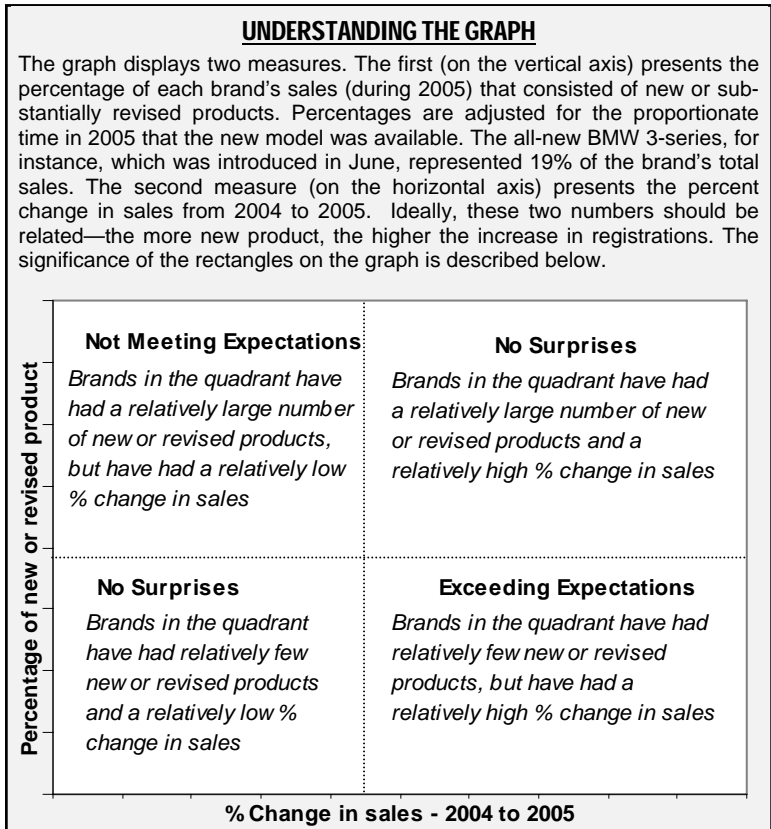 UNDERSTANDING THE GRAPH
The graph displays two measures. The first (on the vertical axis) presents the
percentage of each brand's sales (during 2005) that consisted of new or sub-
stantially revised products. Percentages are adjusted for the proportionate
time in 2005 that the new model was available. The all-new BMW 3-series, for
instance, which was introduced in June, represented 19% of the brand's total
sales. The second measure (on the horizontal axis) presents the percent
change in sales from 2004 to 2005. Ideally, these two numbers should be
related—the more new product, the higher the increase in registrations. The
significance of the rectangles on the graph is described below.
Percentage of new or revised product
Not Meeting Expectations
Brands in the quadrant have
had a relatively large number
of new or revised products,
but have had a relatively low
% change in sales
No Surprises
Brands in the quadrant have had
a relatively large number of new
or revised products and a
relatively high % change in sales
No Surprises
Brands in the quadrant
have had relatively few
new or revised products
and a relatively low %
change in sales
Exceeding Expectations
Brands in the quadrant have had
relatively few new or revised
products, but have had a
relatively high % change in sales
% Change in sales - 2004 to 2005